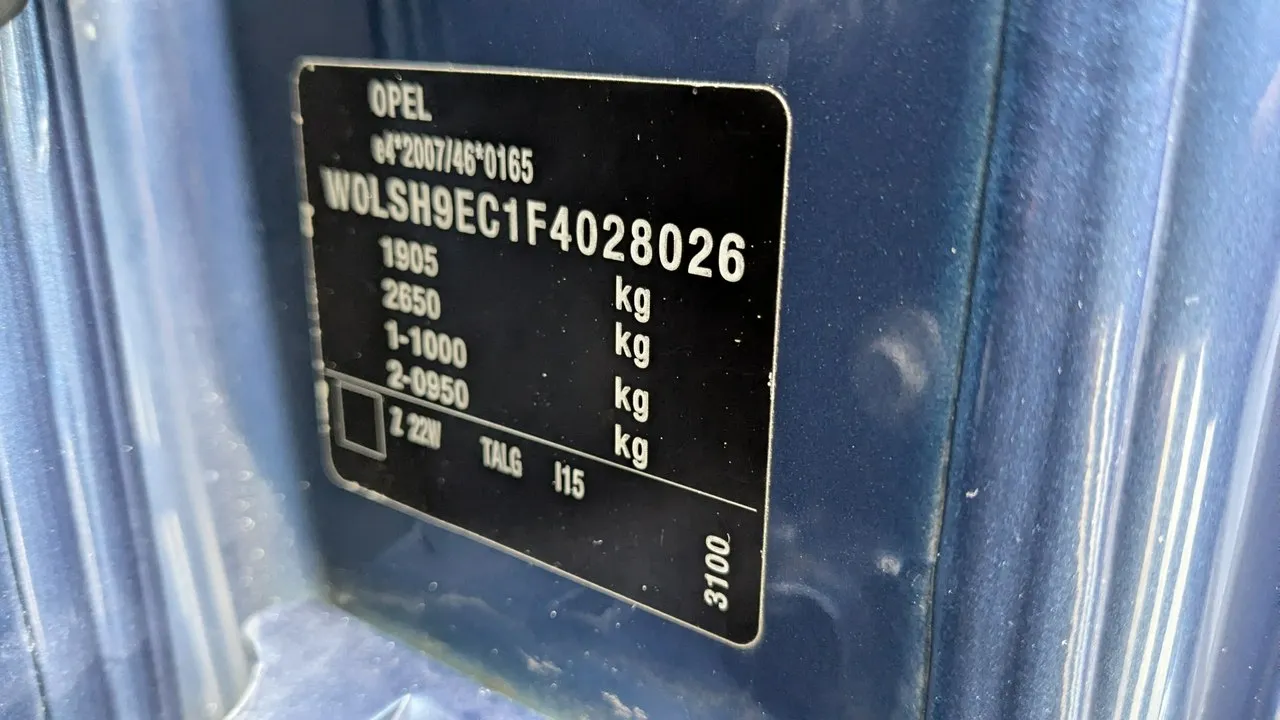 OPEL
e4*2007/46*0165
W0LSH9EC1F4028026
1905 kg
2650 kg
1-1000 kg
2-0950 kg
Z 22W TALG I15
3100